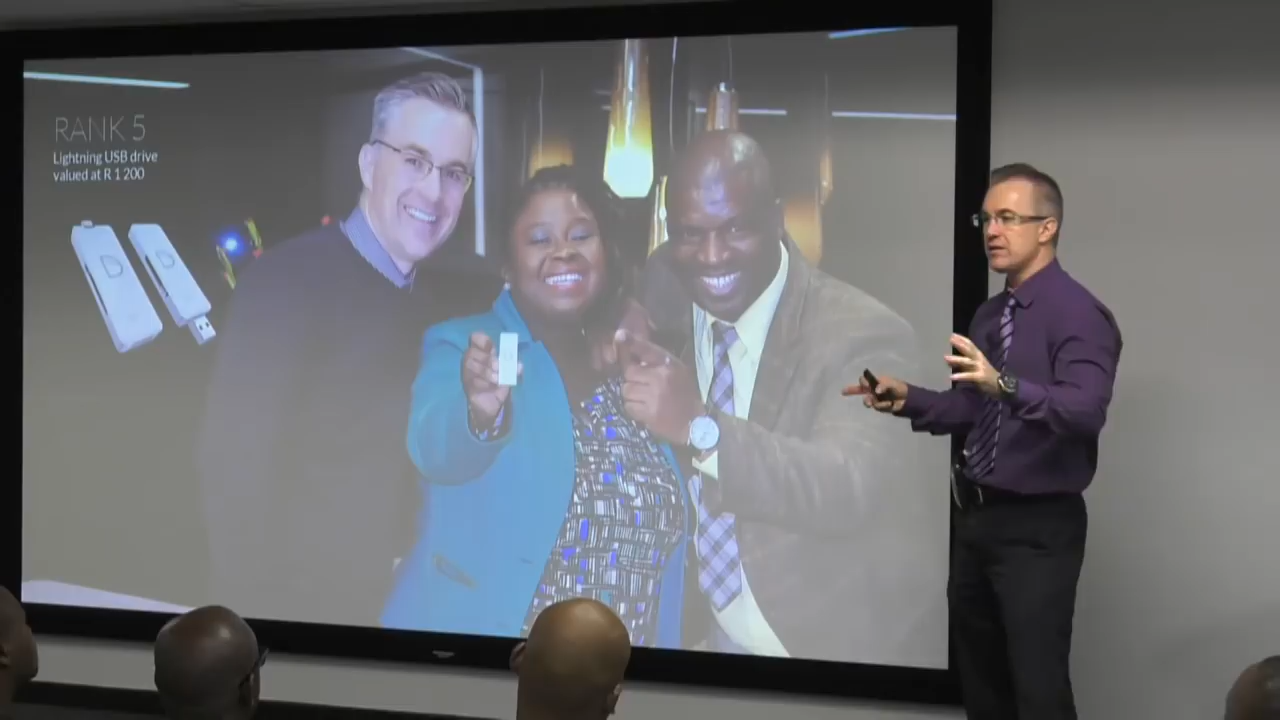 RANK 5
Lightning USB drive
valued at R 1 200
D
D